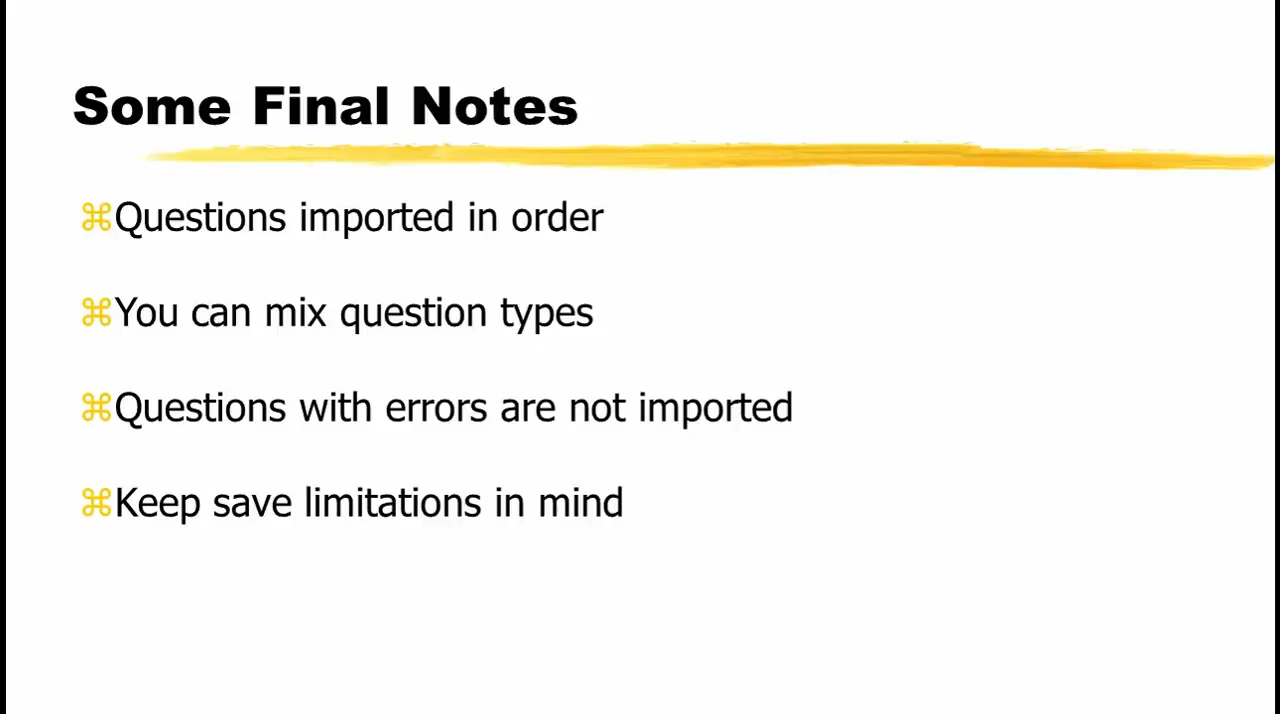 Some Final Notes
⌘Questions imported in order
⌘You can mix question types
⌘Questions with errors are not imported
⌘Keep save limitations in mind